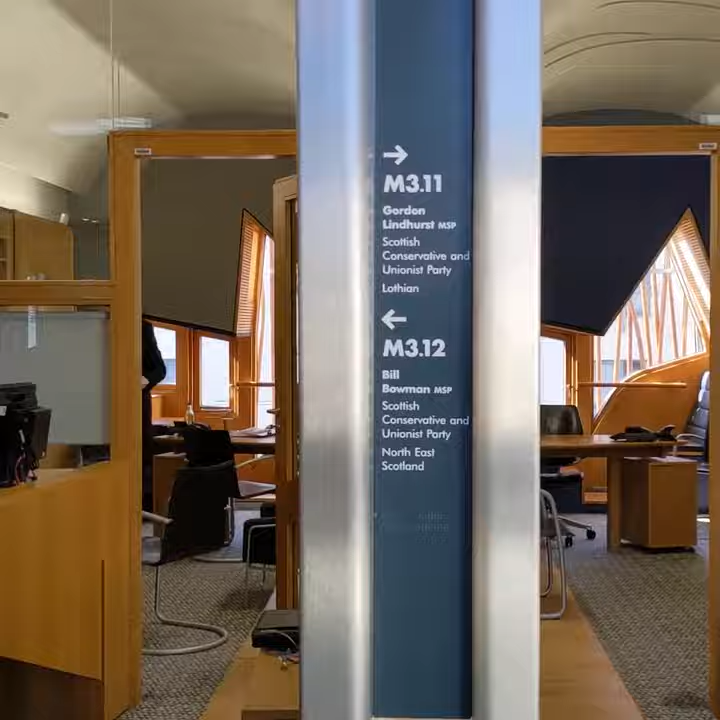 →
M3.11
Gordon
Lindhurst MSP
Scottish
Conservative and
Unionist Party
Lothian
←
M3.12
Bill
Bowman MSP
Scottish
Conservative and
Unionist Party
North East
Scotland